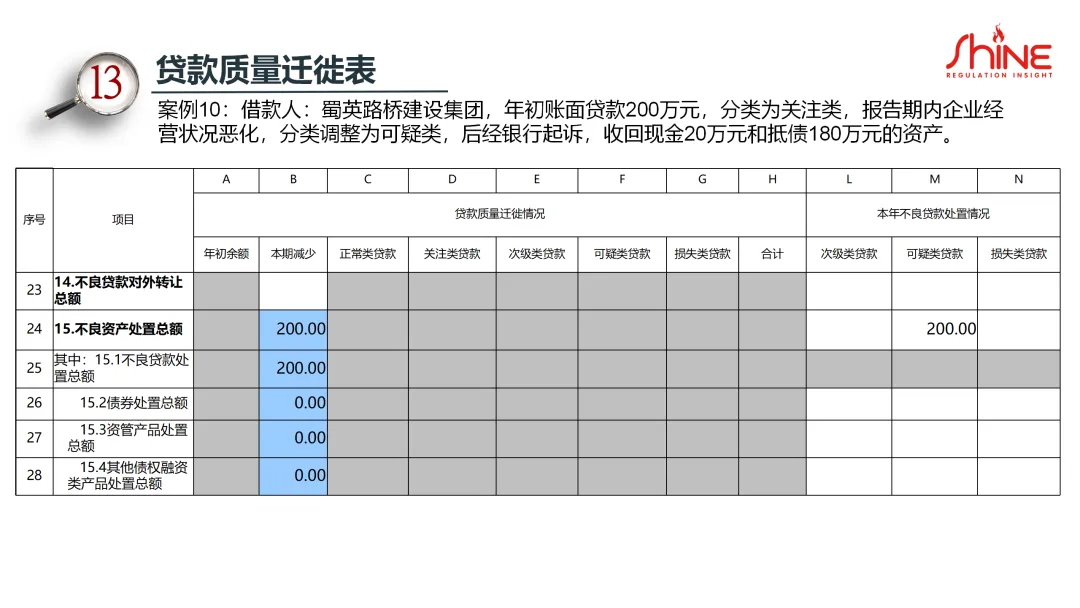 13
贷款质量迁徙表
SHINE
REGULATION INSIGHT
案例10：借款人：蜀英路桥建设集团，年初账面贷款200万元，分类为关注类，报告期内企业经
营状况恶化，分类调整为可疑类，后经银行起诉，收回现金20万元和抵债180万元的资产。
序号 项目 A B C D E F G H L M N
贷款质量迁徙情况 本年不良贷款处置情况
年初余额 本期减少 正常类贷款 关注类贷款 次级类贷款 可疑类贷款 损失类贷款 合计 次级类贷款 可疑类贷款 损失类贷款
23 14.不良贷款对外转让
总额
24 15.不良资产处置总额 200.00 200.00
25 其中：15.1不良贷款处
置总额 200.00
26 15.2债券处置总额 0.00
27 15.3资管产品处置
总额 0.00
28 15.4其他债权融资
类产品处置总额 0.00